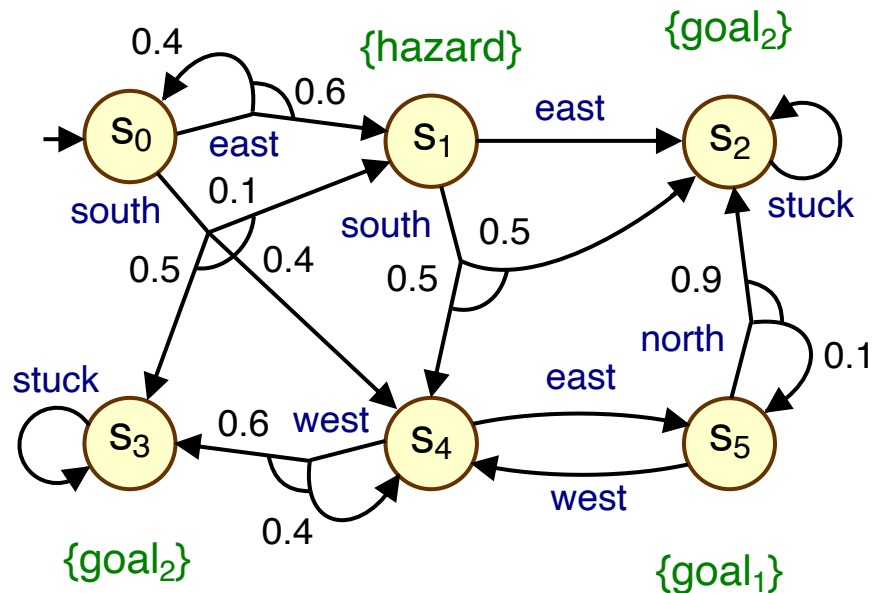 0.4
{hazard}
{goal₂}
0.6
s₀
east
s₁
east
s₂
south
0.1
south
0.5
stuck
0.5
0.4
0.5
0.9
north
0.1
stuck
east
0.6
west
s₃
s₄
s₅
west
0.4
{goal₂}
{goal₁}